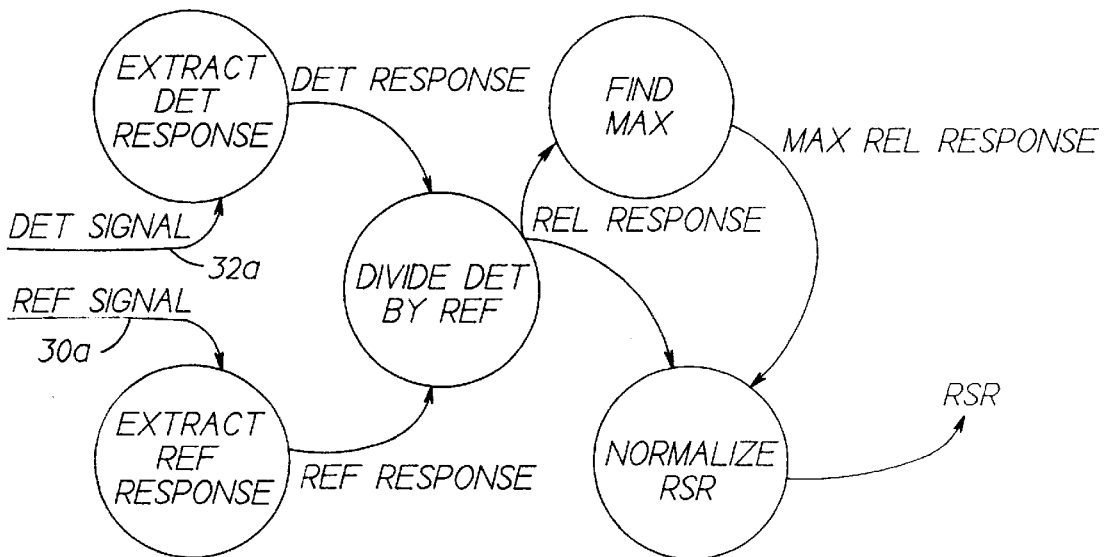 EXTRACT
DET
RESPONSE
DET RESPONSE
FIND
MAX
MAX REL RESPONSE
DET SIGNAL
32a
REL RESPONSE
DIVIDE DET
BY REF
REF SIGNAL
30a
EXTRACT
REF
RESPONSE
REF RESPONSE
NORMALIZE
RSR
RSR